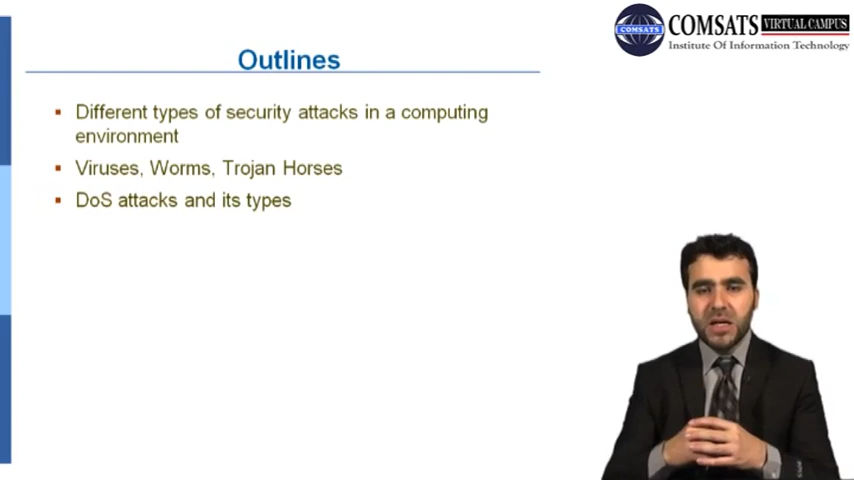 COMSATS VIRTUAL CAMPUS
Institute Of Information Technology
COMSATS
Outlines
Different types of security attacks in a computing
environment
Viruses, Worms, Trojan Horses
DoS attacks and its types